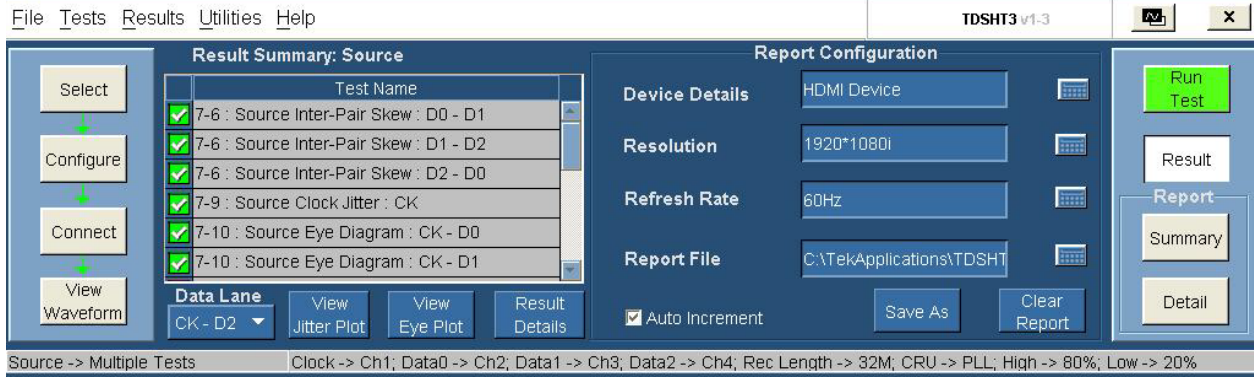 File Tests Results Utilities Help
TDSHT3 v1-3
x
Select
Configure
Connect
View
Waveform
Result Summary: Source
Test Name
7-6 : Source Inter-Pair Skew : D0 - D1
7-6 : Source Inter-Pair Skew : D1 - D2
7-6 : Source Inter-Pair Skew : D2 - D0
7-9 : Source Clock Jitter : CK
7-10 : Source Eye Diagram : CK - D0
7-10 : Source Eye Diagram : CK - D1
Data Lane
CK - D2
View
Jitter Plot
View
Eye Plot
Result
Details
Report Configuration
Device Details
HDMI Device
Resolution
1920*1080i
Refresh Rate
60Hz
Report File
C:\TekApplications\TDSHT
Auto Increment
Save As
Clear
Report
Run
Test
Result
Report
Summary
Detail
Source -> Multiple Tests
Clock -> Ch1; Data0 -> Ch2; Data1 -> Ch3; Data2 -> Ch4; Rec Length -> 32M; CRU -> PLL; High -> 80%; Low -> 20%